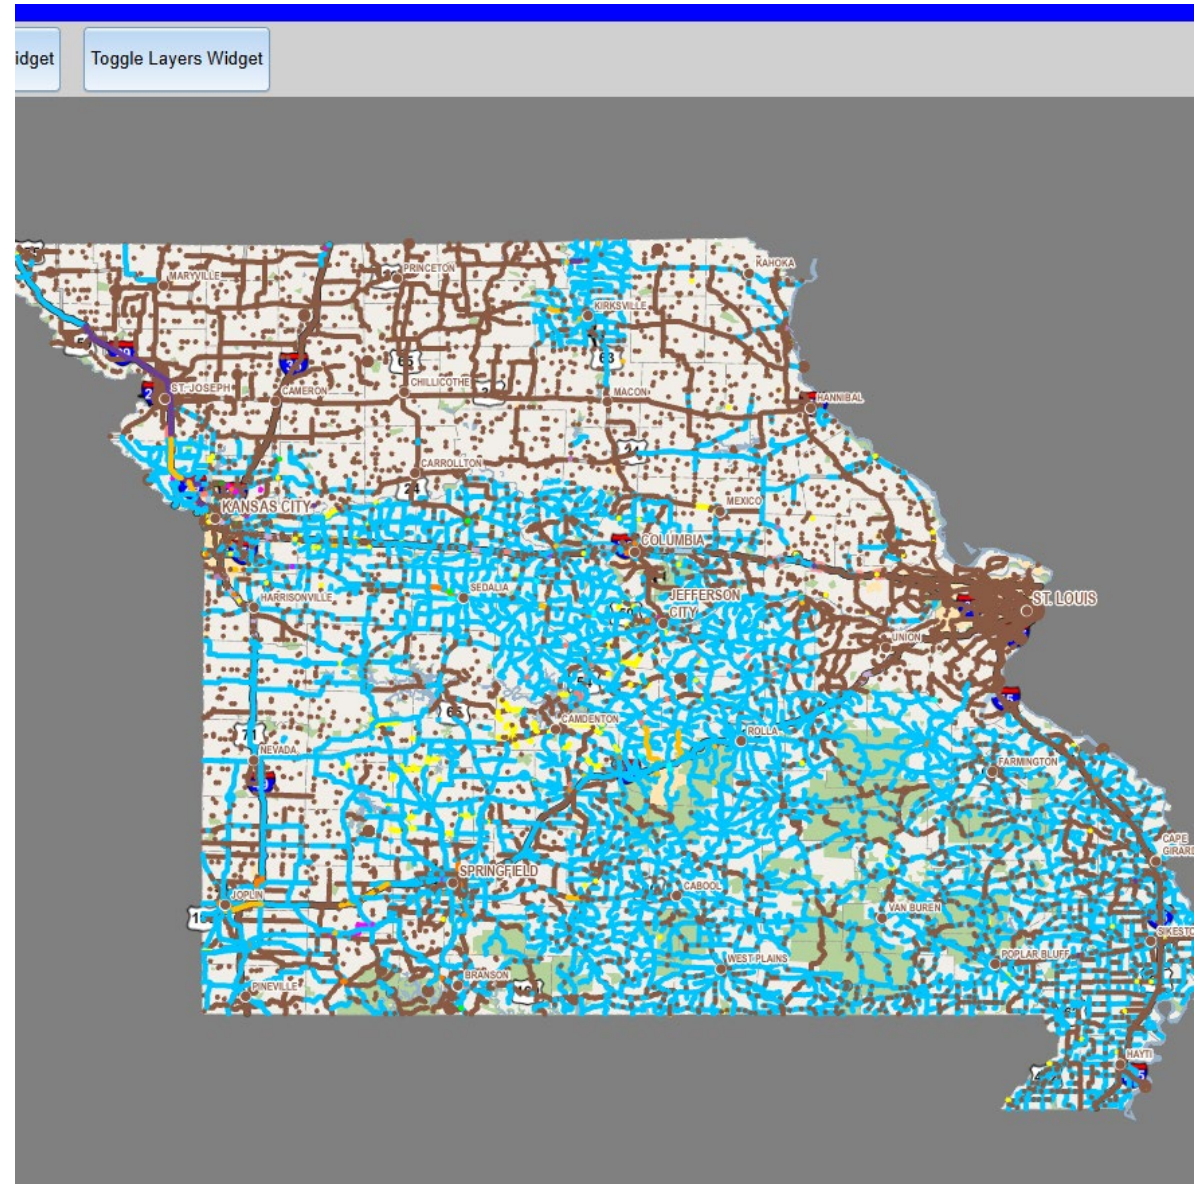 idget
Toggle Layers Widget
KAHOKA
PRINCETON
MARYVILLE
KIRKSVILLE
63
65
CHILLICOTHE
ST. JOSEPH
CAMERON
MACON
HANNIBAL
CARROLLTON
24
MEXICO
KANSAS CITY
COLUMBIA
SEDALIA
HARRISONVILLE
JEFFERSON
CITY
ST. LOUIS
UNION
54
65
CAMDENTON
71
ROLLA
NEVADA
FARMINGTON
CAPE
GIRARD
SPRINGFIELD
CABOOL
JOPLIN
VAN BUREN
SIKESTO
WEST PLAINS
POPLAR BLUFF
BRANSON
PINEVILLE
HAYTI